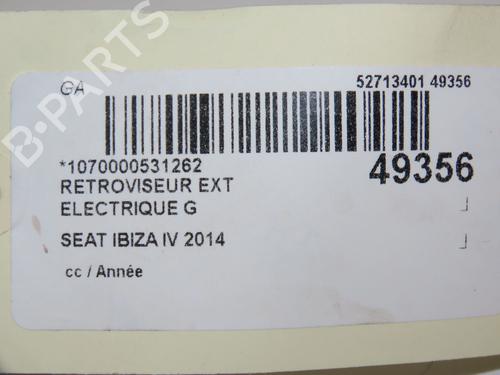 GA
52713401 49356
*1070000531262
49356
RETROVISEUR EXT
ELECTRIQUE G
SEAT IBIZA IV 2014
cc / Année
B-PARTS